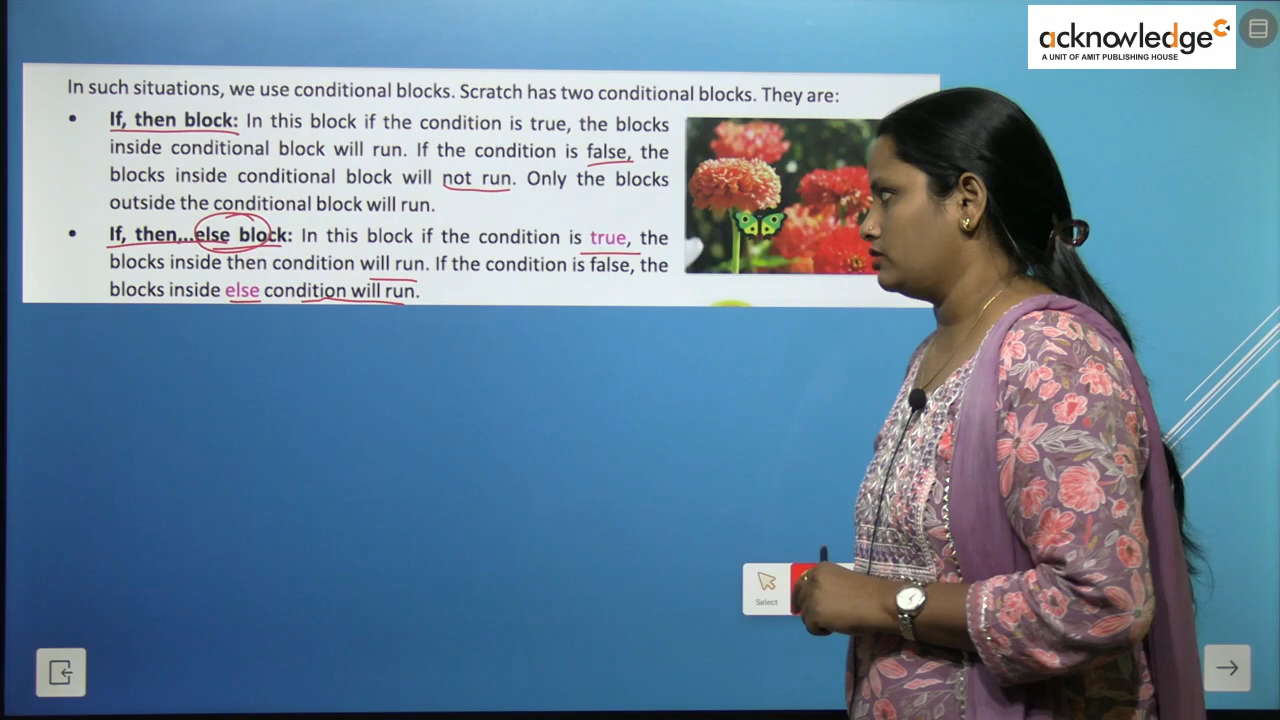 acknowledge
A UNIT OF AMIT PUBLISHING HOUSE
In such situations, we use conditional blocks. Scratch has two conditional blocks. They are:
• If, then block: In this block if the condition is true, the blocks
inside conditional block will run. If the condition is false, the
blocks inside conditional block will not run. Only the blocks
outside the conditional block will run.
• If, then...else block: In this block if the condition is true, the
blocks inside then condition will run. If the condition is false, the
blocks inside else condition will run.
Select